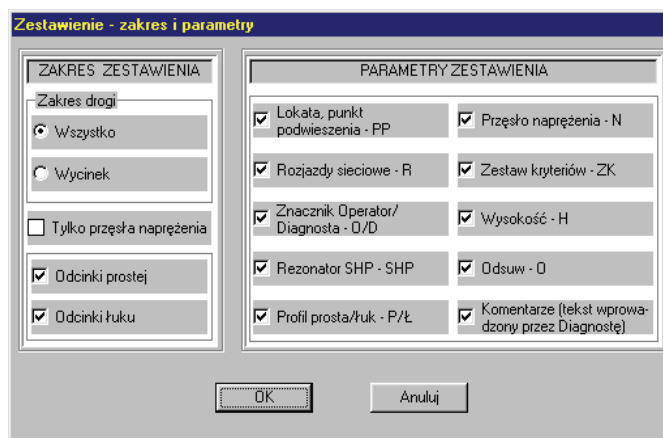 Zestawienie - zakres i parametry
ZAKRES ZESTAWIENIA
Zakres drogi
Wszystko
Wycinek
Tylko przęsła naprężenia
Odcinki prostej
Odcinki łuku
PARAMETRY ZESTAWIENIA
Lokata, punkt
podwieszenia - PP
Rozjazdy sieciowe - R
Znacznik Operator/
Diagnosta - O/D
Rezonator SHP - SHP
Profil prosta/łuk - P/Ł
Przęsło naprężenia - N
Zestaw kryteriów - ZK
Wysokość - H
Odsuw - O
Komentarze (tekst wprowa-
dzony przez Diagnostę)
OK
Anuluj